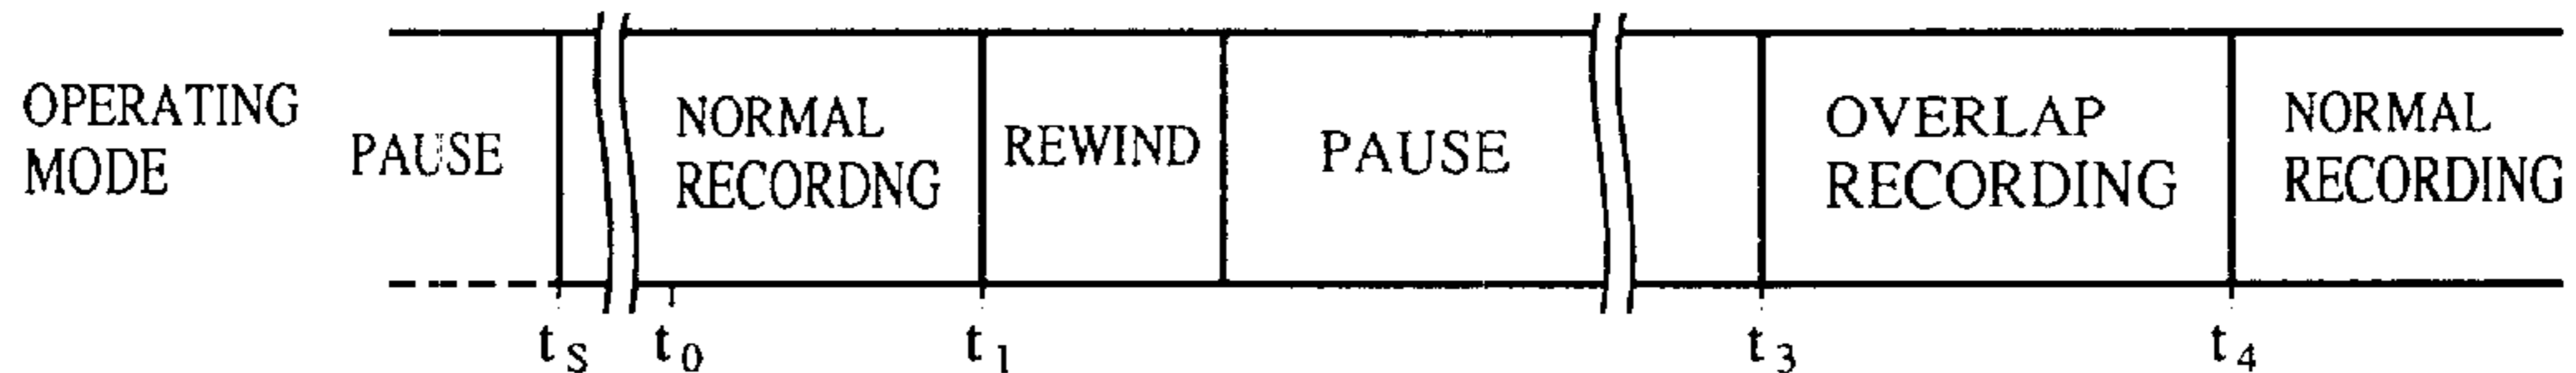 OPERATING
MODE
PAUSE
NORMAL
RECORDNG
REWIND
PAUSE
OVERLAP
RECORDING
NORMAL
RECORDING
tS
t0
t1
t3
t4